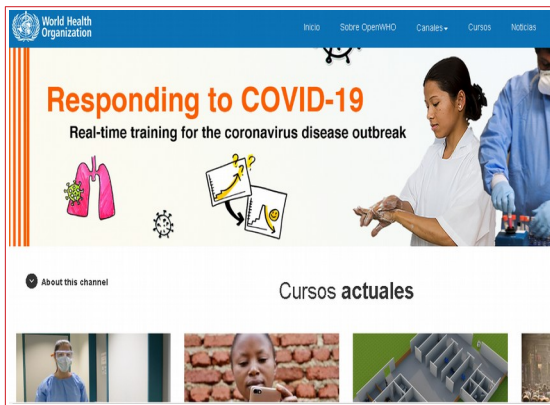 World Health
Organization
Inicio Sobre OpenWHO Canales Cursos Noticias
Responding to COVID-19
Real-time training for the coronavirus disease outbreak
? ?
?
About this channel
Cursos actuales